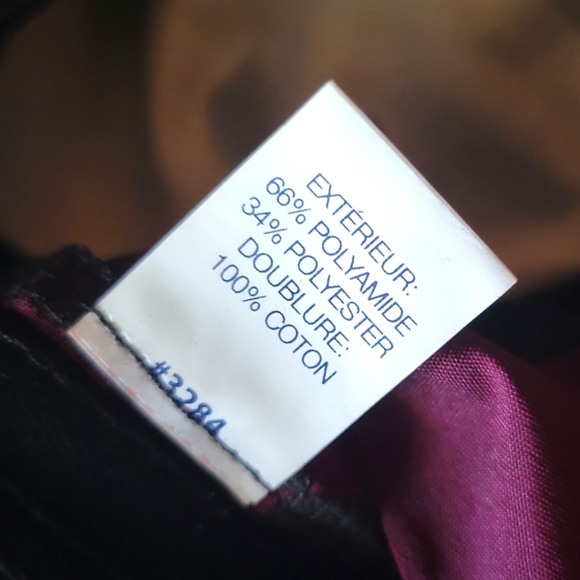 EXTÉRIEUR:
66% POLYAMIDE
34% POLYESTER
DOUBLURE:
100% COTON
#3284